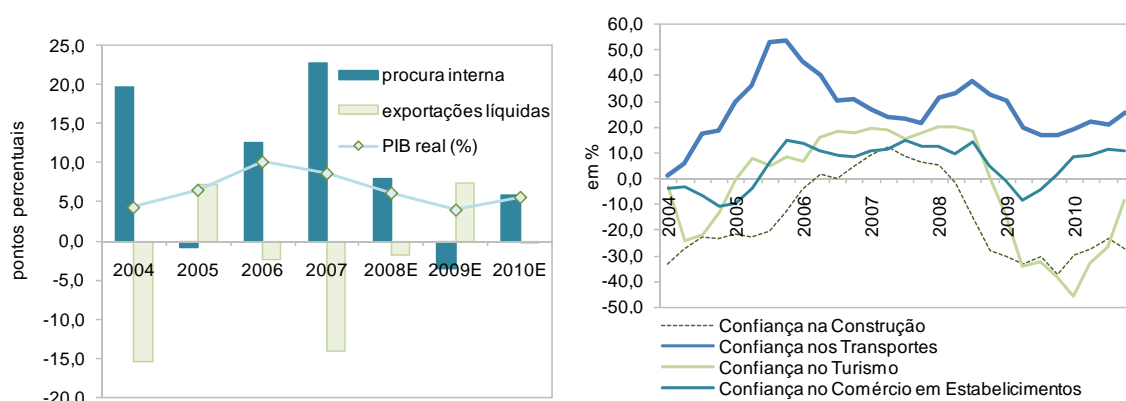 pontos percentuais
25,0
20,0
15,0
10,0
5,0
0,0
-5,0
-10,0
-15,0
-20,0
procura interna
exportações líquidas
PIB real (%)
2004 2005 2006 2007 2008E 2009E 2010E
em %
60,0
50,0
40,0
30,0
20,0
10,0
0,0
-10,0
-20,0
-30,0
-40,0
-50,0
2004 2005 2006 2007 2008 2009 2010
Confiança na Construção
Confiança nos Transportes
Confiança no Turismo
Confiança no Comércio em Estabelicimentos